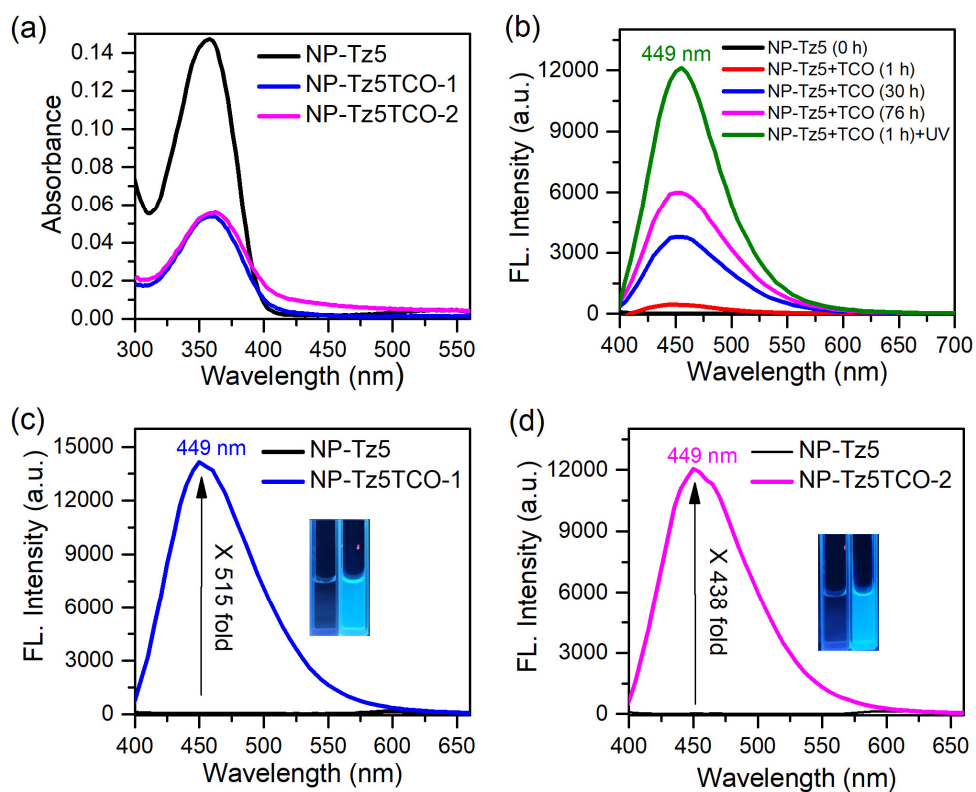 (a)
NP-Tz5
NP-Tz5TCO-1
NP-Tz5TCO-2
0.14
0.12
0.10
0.08
0.06
0.04
0.02
0.00
Absorbance
300 350 400 450 500 550
Wavelength (nm)
(b)
449 nm
NP-Tz5 (0 h)
NP-Tz5+TCO (1 h)
NP-Tz5+TCO (30 h)
NP-Tz5+TCO (76 h)
NP-Tz5+TCO (1 h)+UV
12000
9000
6000
3000
0
FL. Intensity (a.u.)
400 450 500 550 600 650 700
Wavelength (nm)
(c)
449 nm
NP-Tz5
NP-Tz5TCO-1
X 515 fold
15000
12000
9000
6000
3000
0
FL. Intensity (a.u.)
400 450 500 550 600 650
Wavelength (nm)
(d)
449 nm
NP-Tz5
NP-Tz5TCO-2
X 438 fold
12000
9000
6000
3000
0
FL. Intensity (a.u.)
400 450 500 550 600 650
Wavelength (nm)